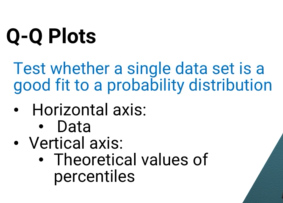 Q-Q Plots
Test whether a single data set is a
good fit to a probability distribution
• Horizontal axis:
• Data
• Vertical axis:
• Theoretical values of
percentiles